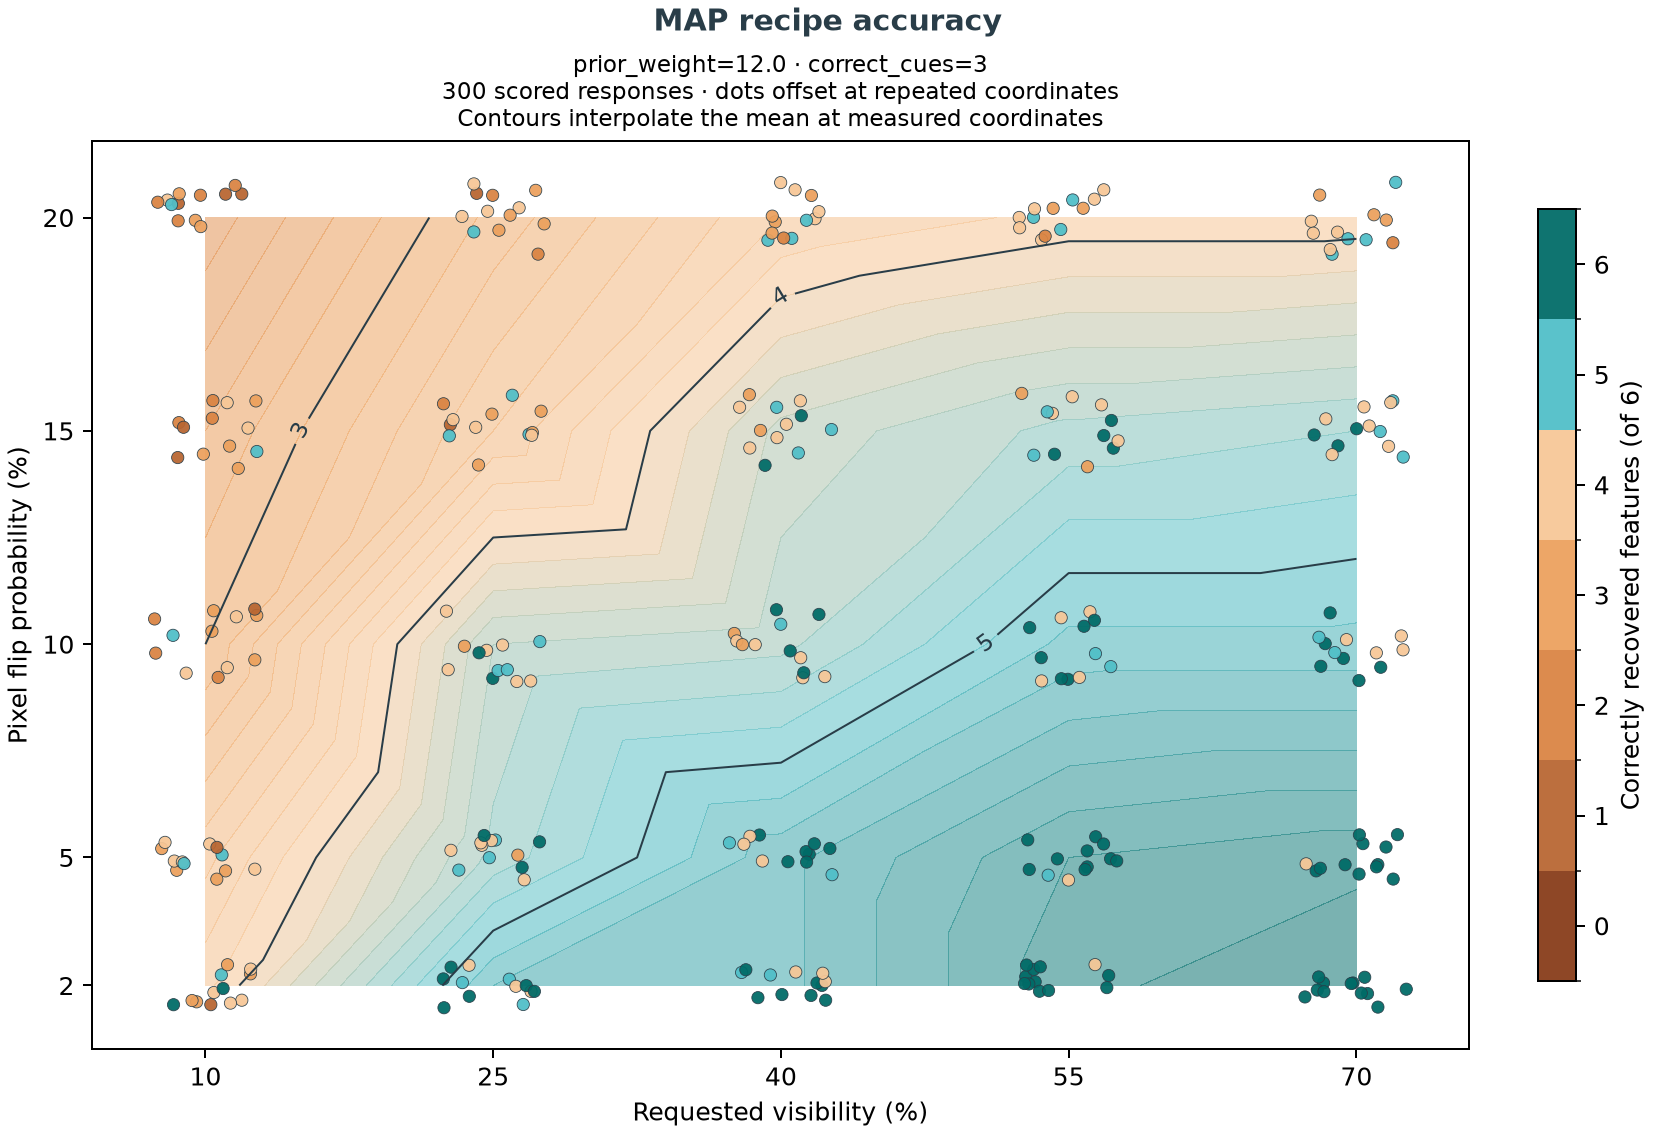 MAP recipe accuracy
prior_weight=12.0 · correct_cues=3
300 scored responses · dots offset at repeated coordinates
Contours interpolate the mean at measured coordinates
20
15
10
5
2
Pixel flip probability (%)
3
4
5
10
25
40
55
70
Requested visibility (%)
6
5
4
3
2
1
0
Correctly recovered features (of 6)